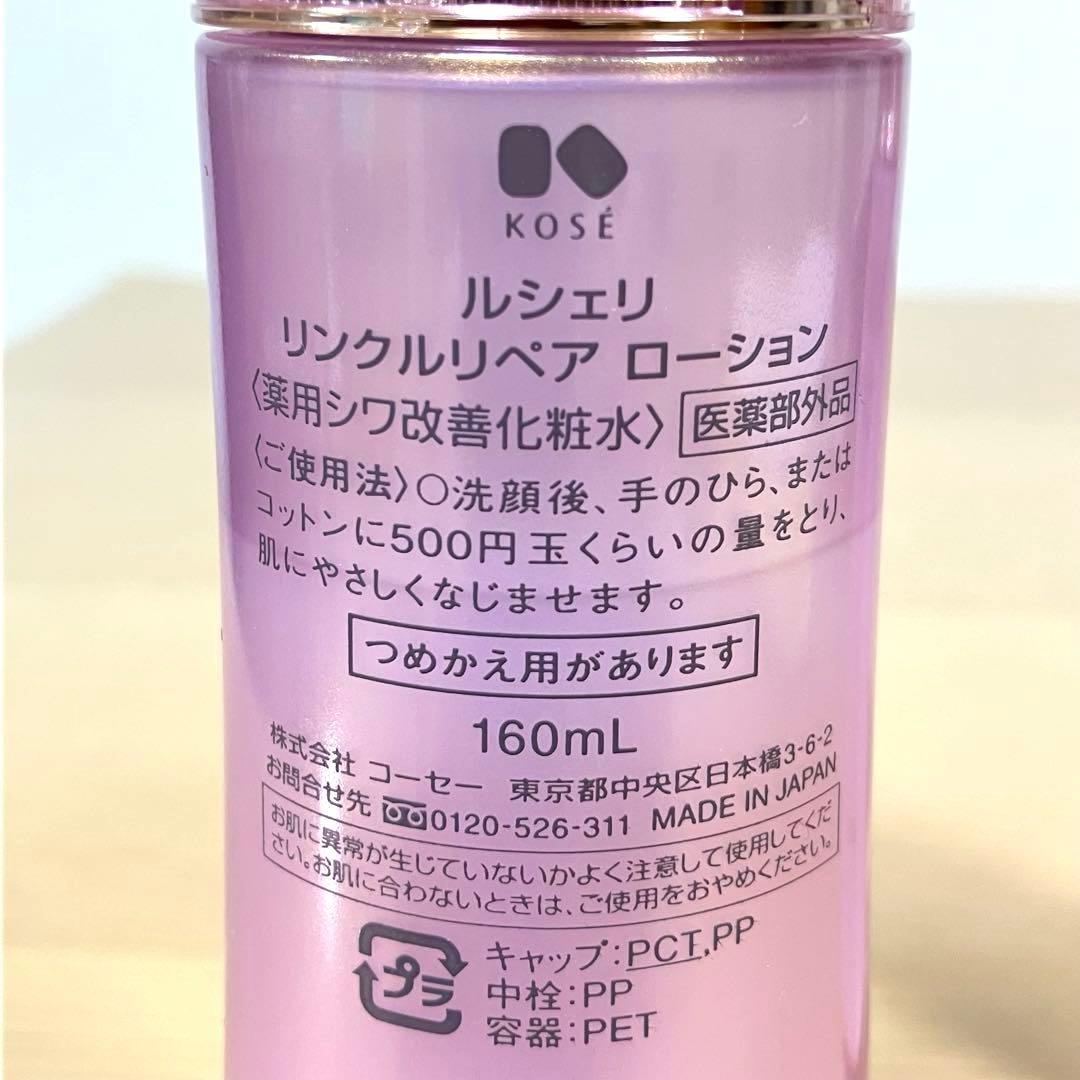 KOSÉ
ルシェリ
リンクルリペア ローション
〈薬用シワ改善化粧水〉 医薬部外品
〈ご使用法〉○洗顔後、手のひら、または
コットンに500円玉くらいの量をとり、
肌にやさしくなじませます。
つめかえ用があります
160mL
株式会社 コーセー 東京都中央区日本橋3-6-2
お問合せ先 0120-526-311 MADE IN JAPAN
お肌に異常が生じていないかよく注意して使用してくだ
さい。お肌に合わないときは、ご使用をおやめください。
プラ
キャップ:PCT,PP
中栓:PP
容器:PET